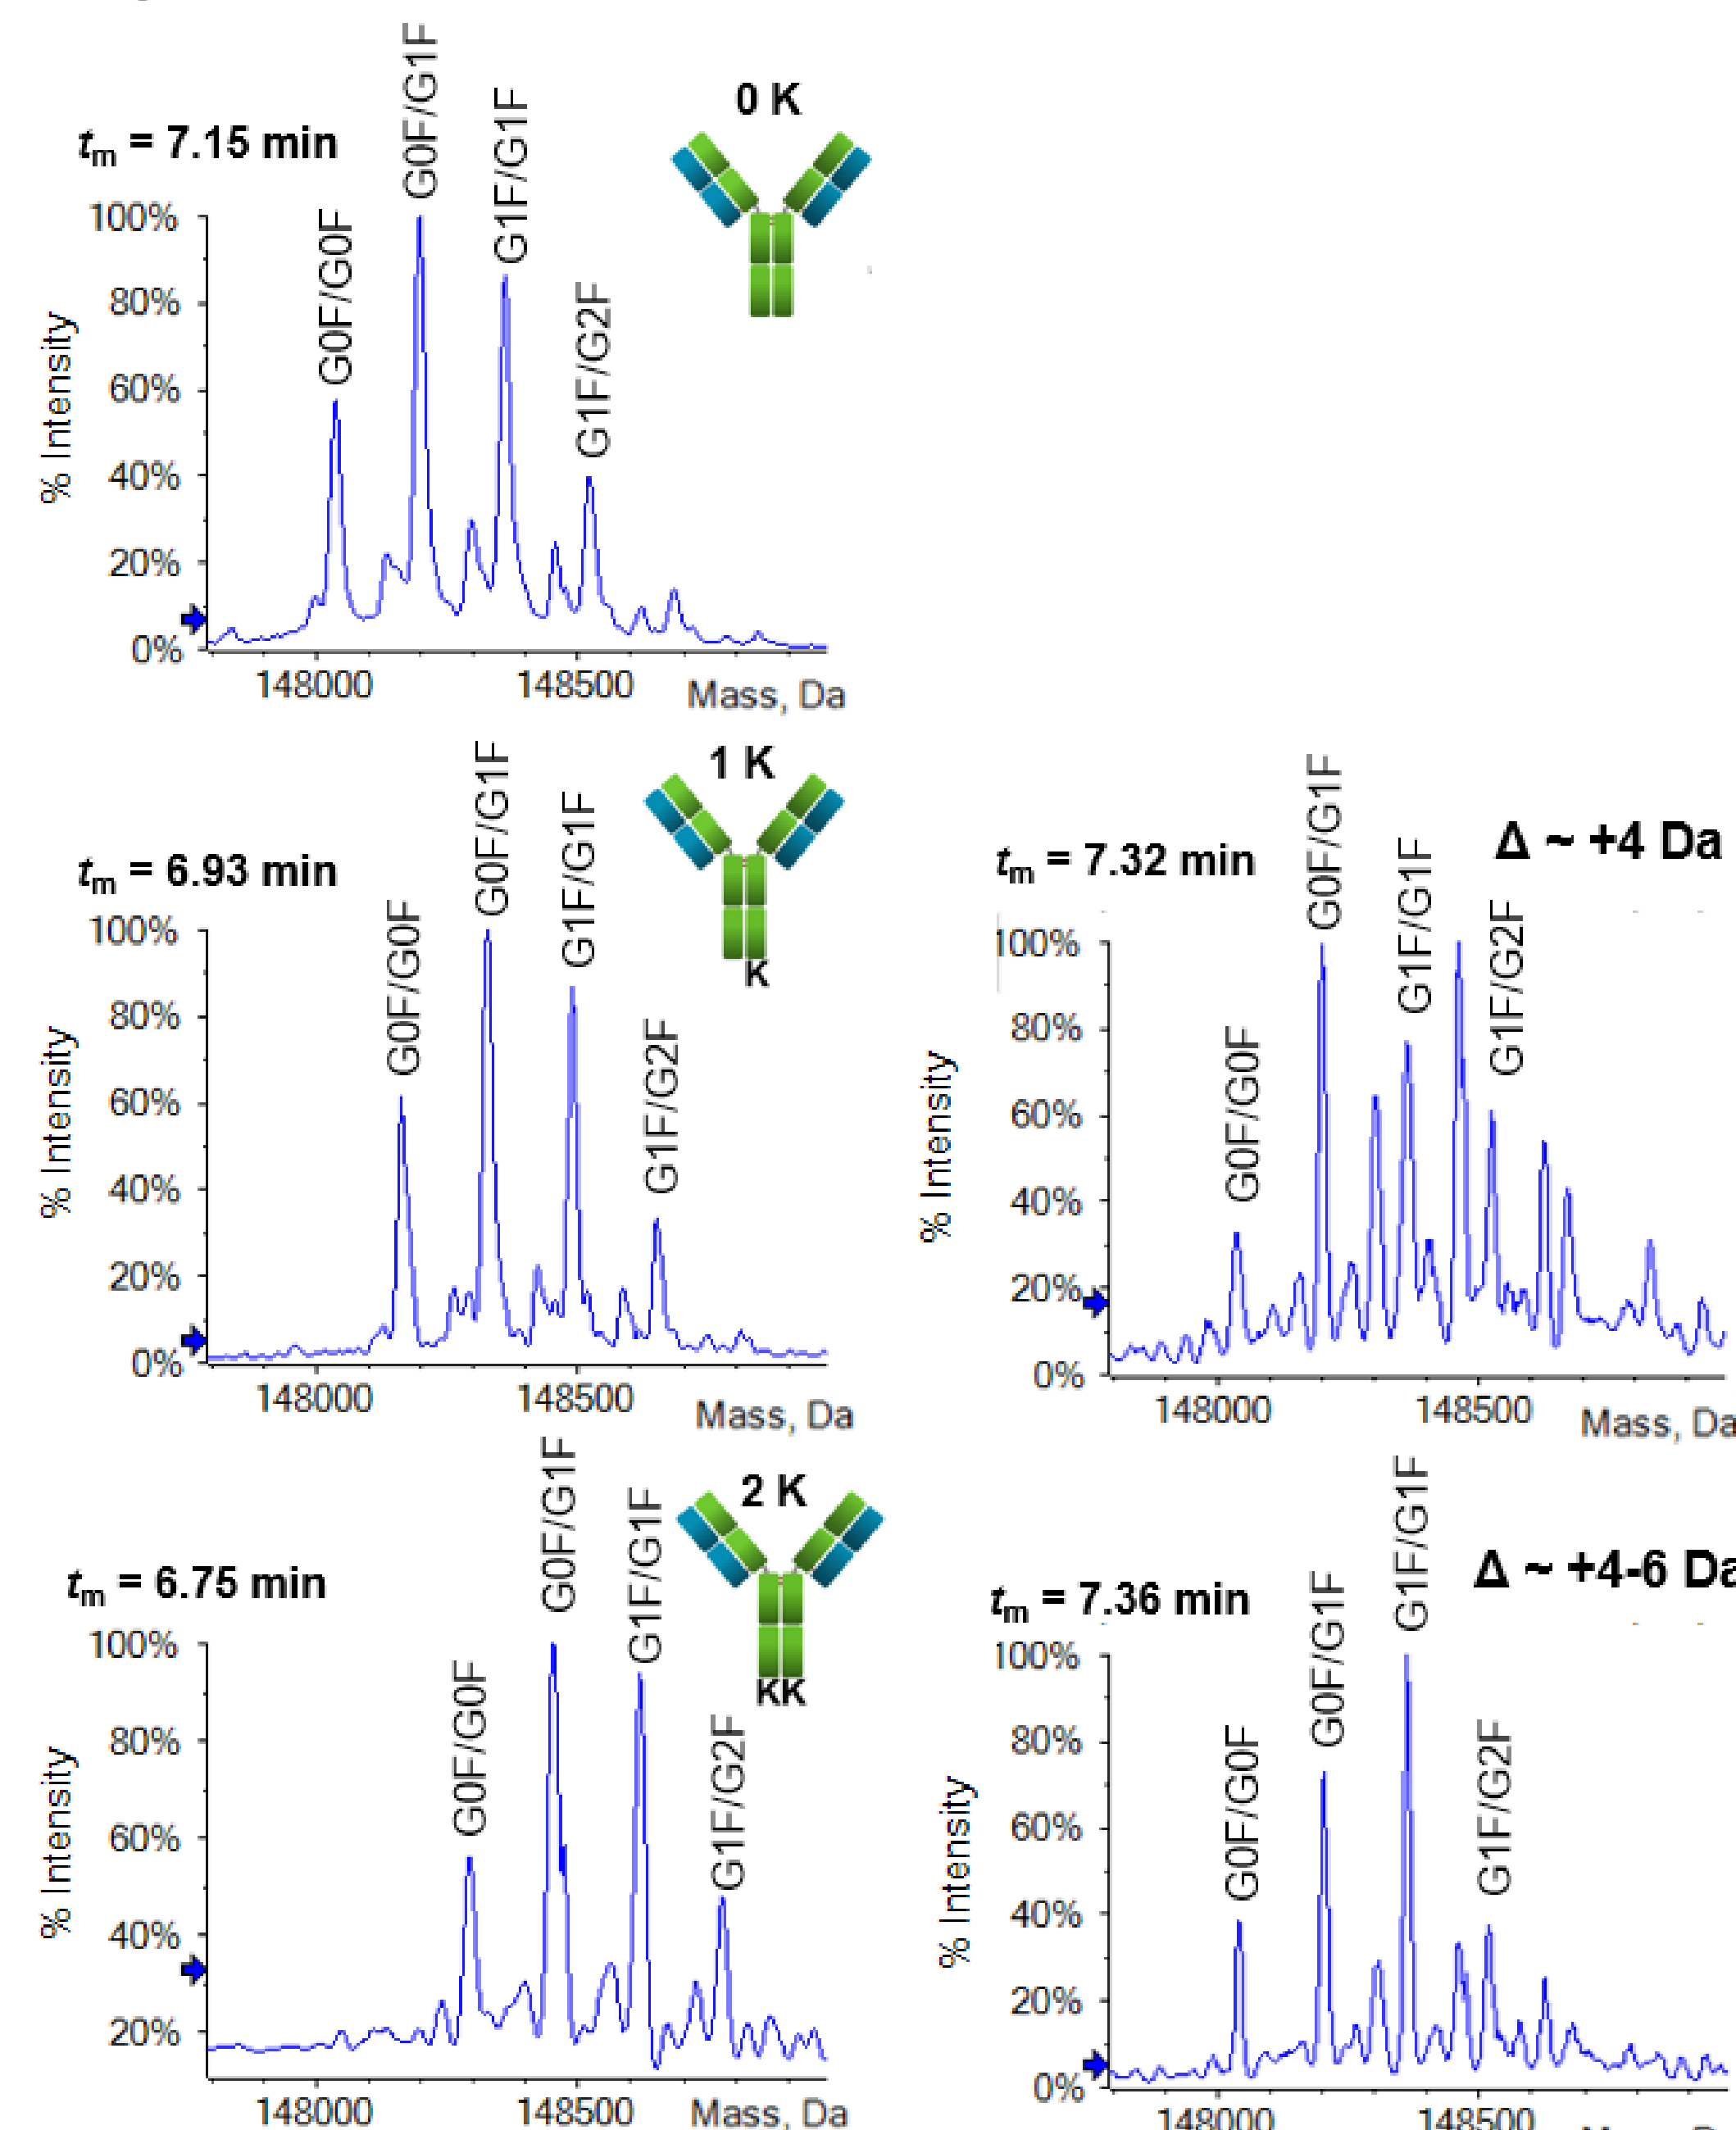 0 K
tm = 7.15 min
G0F/G0F
G0F/G1F
G1F/G1F
G1F/G2F
100%
80%
60%
40%
20%
0%
% Intensity
148000
148500
Mass, Da
1 K
tm = 6.93 min
G0F/G0F
G0F/G1F
G1F/G1F
G1F/G2F
K
100%
80%
60%
40%
20%
0%
% Intensity
148000
148500
Mass, Da
tm = 7.32 min
Δ ~ +4 Da
G0F/G0F
G0F/G1F
G1F/G1F
G1F/G2F
100%
80%
60%
40%
20%
0%
% Intensity
148000
148500
Mass, Da
2 K
tm = 6.75 min
G0F/G0F
G0F/G1F
G1F/G1F
G1F/G2F
KK
100%
80%
60%
40%
20%
% Intensity
148000
148500
Mass, Da
tm = 7.36 min
Δ ~ +4-6 Da
G0F/G0F
G0F/G1F
G1F/G1F
G1F/G2F
100%
80%
60%
40%
20%
0%
% Intensity
148000
148500